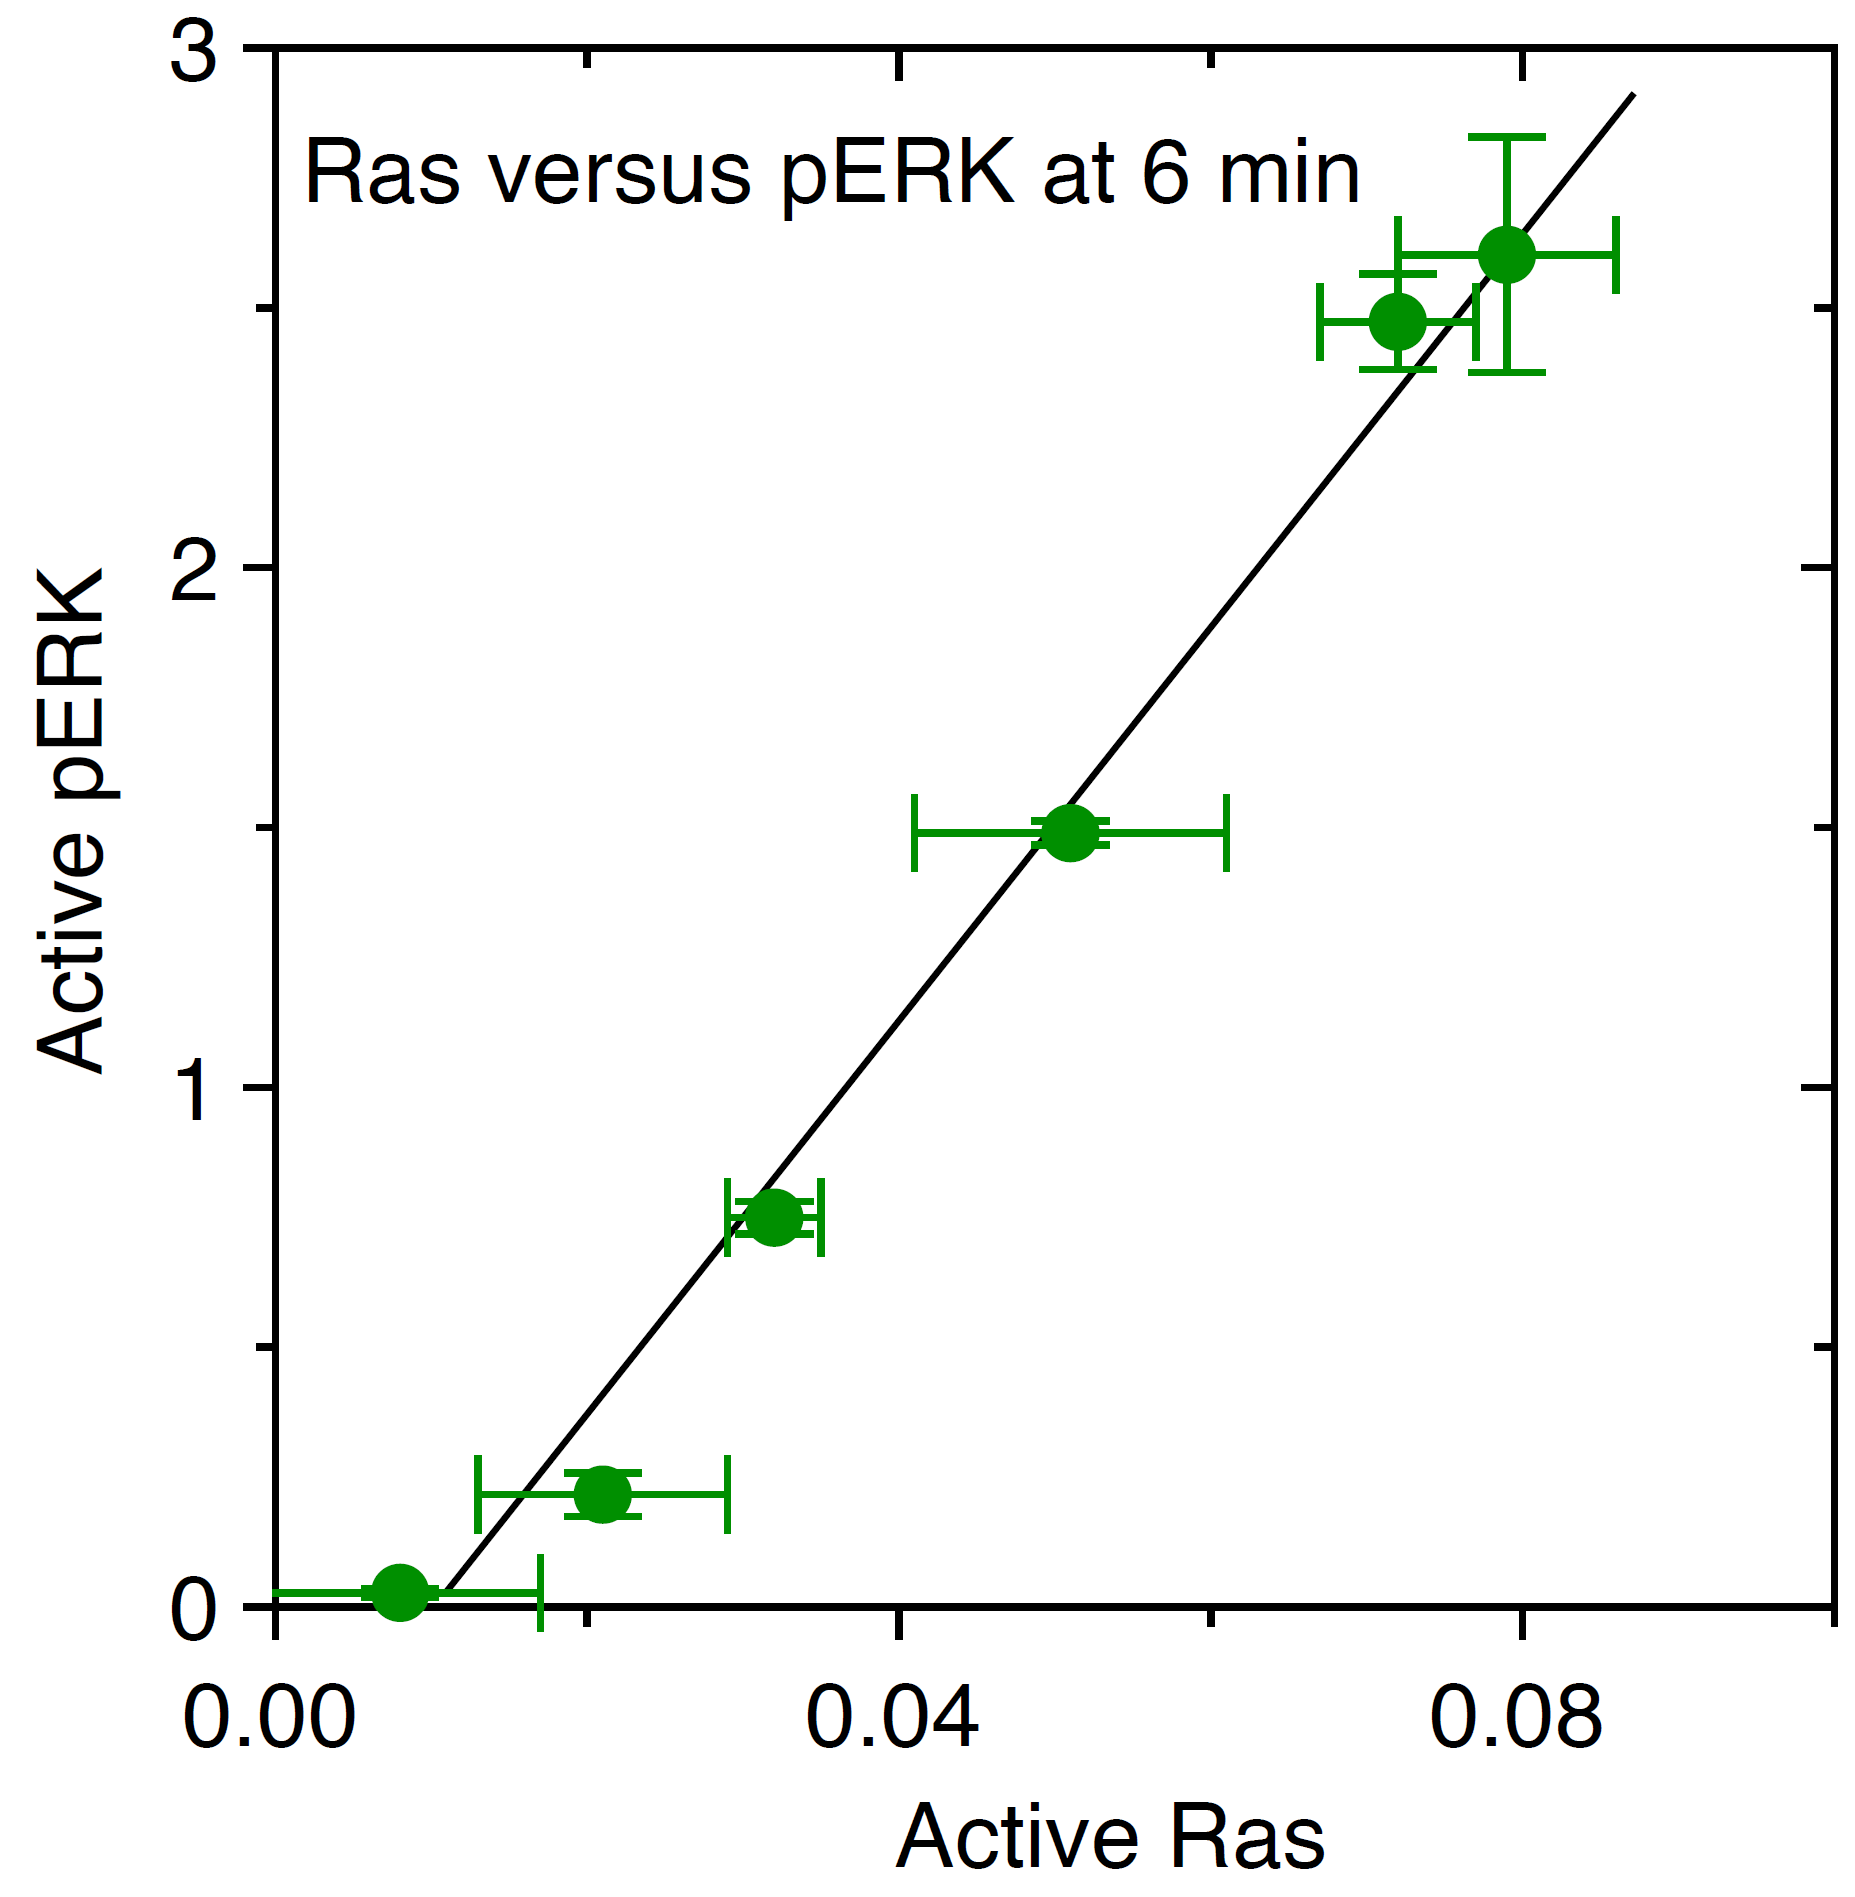 3
Ras versus pERK at 6 min
2
Active pERK
1
0
0.00 0.04 0.08
Active Ras